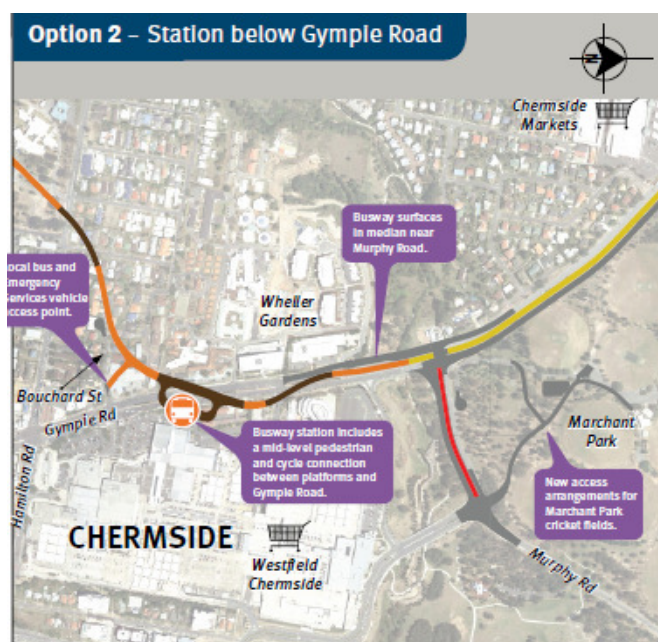 Option 2 – Station below Gympie Road
N
Chermside
Markets
Busway surfaces
in median near
Murphy Road.
ocal bus and
mergency
ervices vehicle
ccess point.
Wheller
Gardens
Bouchard St
Gympie Rd
Hamilton Rd
Busway station includes
a mid-level pedestrian
and cycle connection
between platforms and
Gympie Road.
Marchant
Park
New access
arrangements for
Marchant Park
cricket fields.
CHERMSIDE
Westfield
Chermside
Murphy Rd